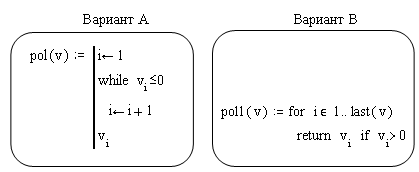 Вариант А
Вариант В
pol(v) := i← 1
while v_i ≤0
i← i + 1
v_i
pol1(v) := for i ∈ 1.. last(v)
return v_i if v_i> 0